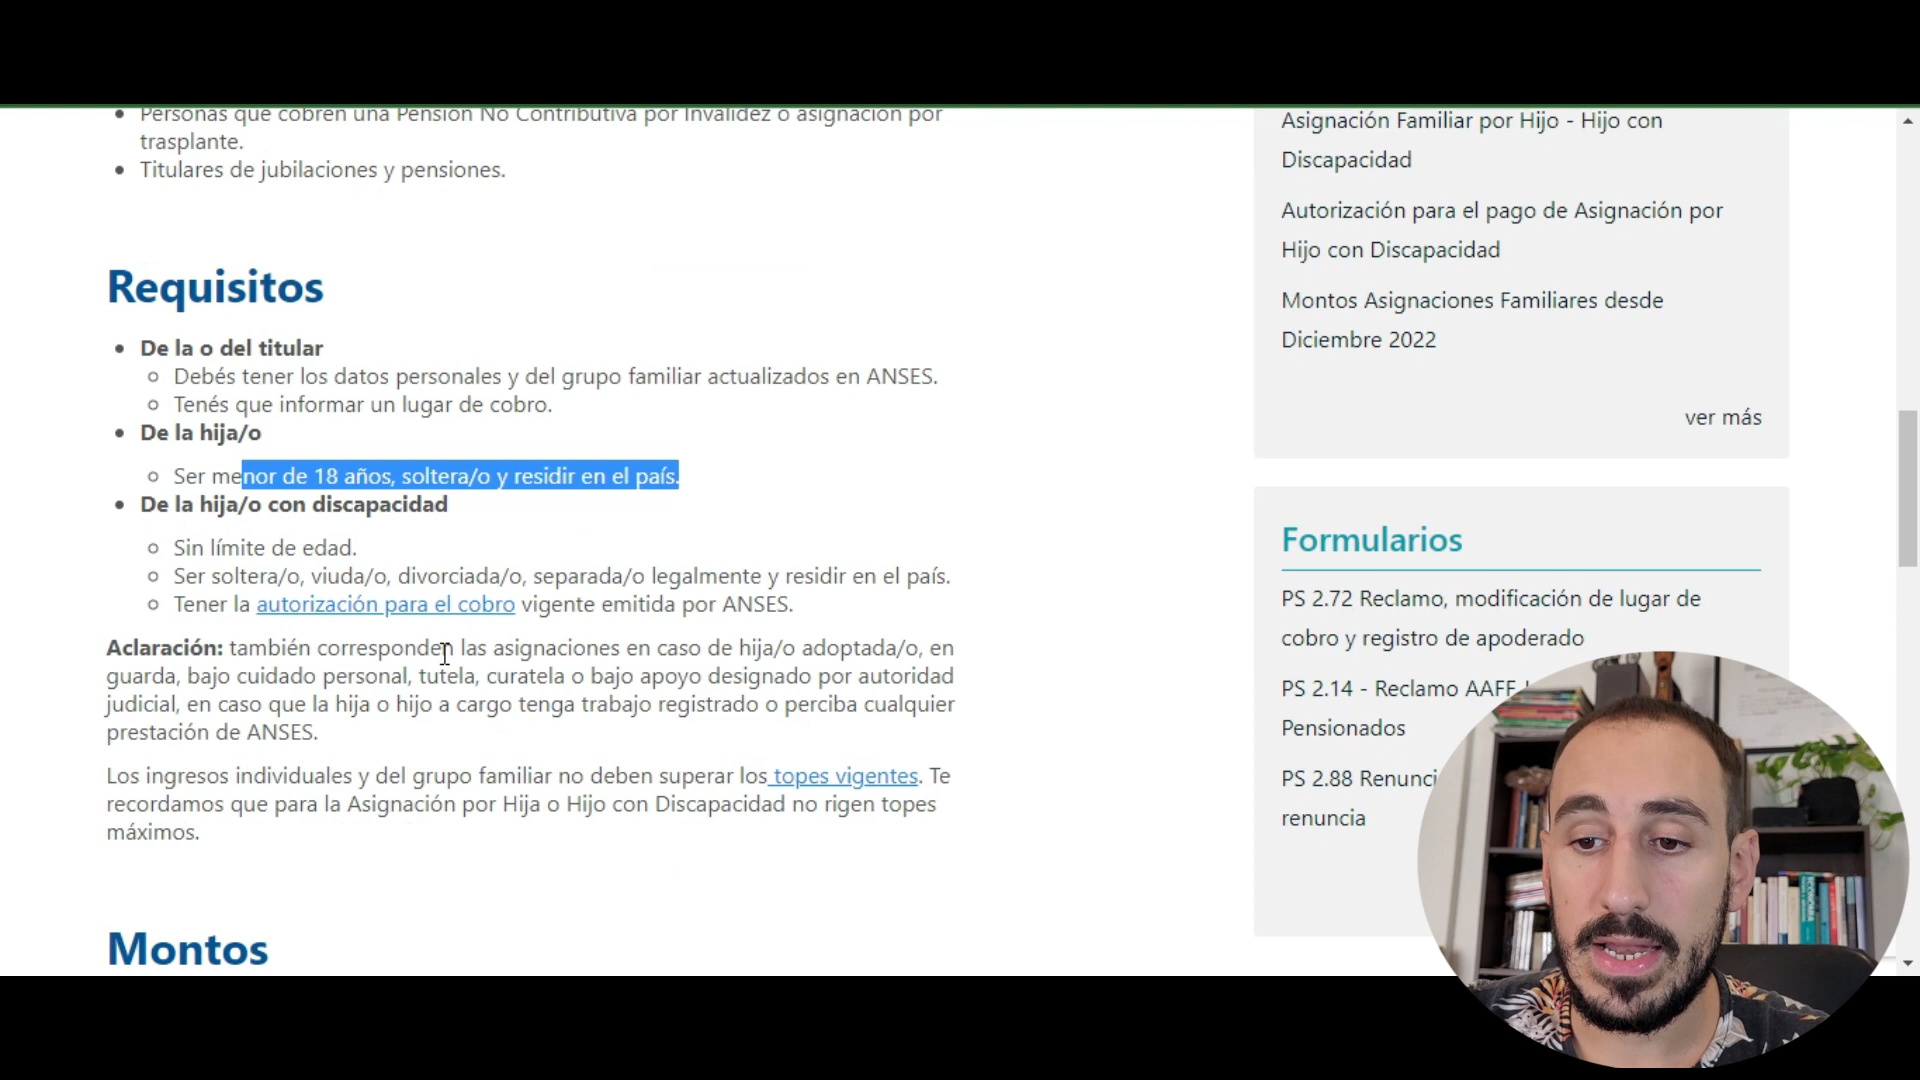 Personas que cobren una Pensión No Contributiva por Invalidez o asignación por
trasplante.
Titulares de jubilaciones y pensiones.
Requisitos
De la o del titular
Debés tener los datos personales y del grupo familiar actualizados en ANSES.
Tenés que informar un lugar de cobro.
De la hija/o
Ser menor de 18 años, soltera/o y residir en el país.
De la hija/o con discapacidad
Sin límite de edad.
Ser soltera/o, viuda/o, divorciada/o, separada/o legalmente y residir en el país.
Tener la autorización para el cobro vigente emitida por ANSES.
Aclaración: también corresponden las asignaciones en caso de hija/o adoptada/o, en
guarda, bajo cuidado personal, tutela, curatela o bajo apoyo designado por autoridad
judicial, en caso que la hija o hijo a cargo tenga trabajo registrado o perciba cualquier
prestación de ANSES.
Los ingresos individuales y del grupo familiar no deben superar los topes vigentes. Te
recordamos que para la Asignación por Hija o Hijo con Discapacidad no rigen topes
máximos.
Montos
Asignación Familiar por Hijo - Hijo con
Discapacidad
Autorización para el pago de Asignación por
Hijo con Discapacidad
Montos Asignaciones Familiares desde
Diciembre 2022
ver más
Formularios
PS 2.72 Reclamo, modificación de lugar de
cobro y registro de apoderado
PS 2.14 - Reclamo AAFF
Pensionados
PS 2.88
renuncia